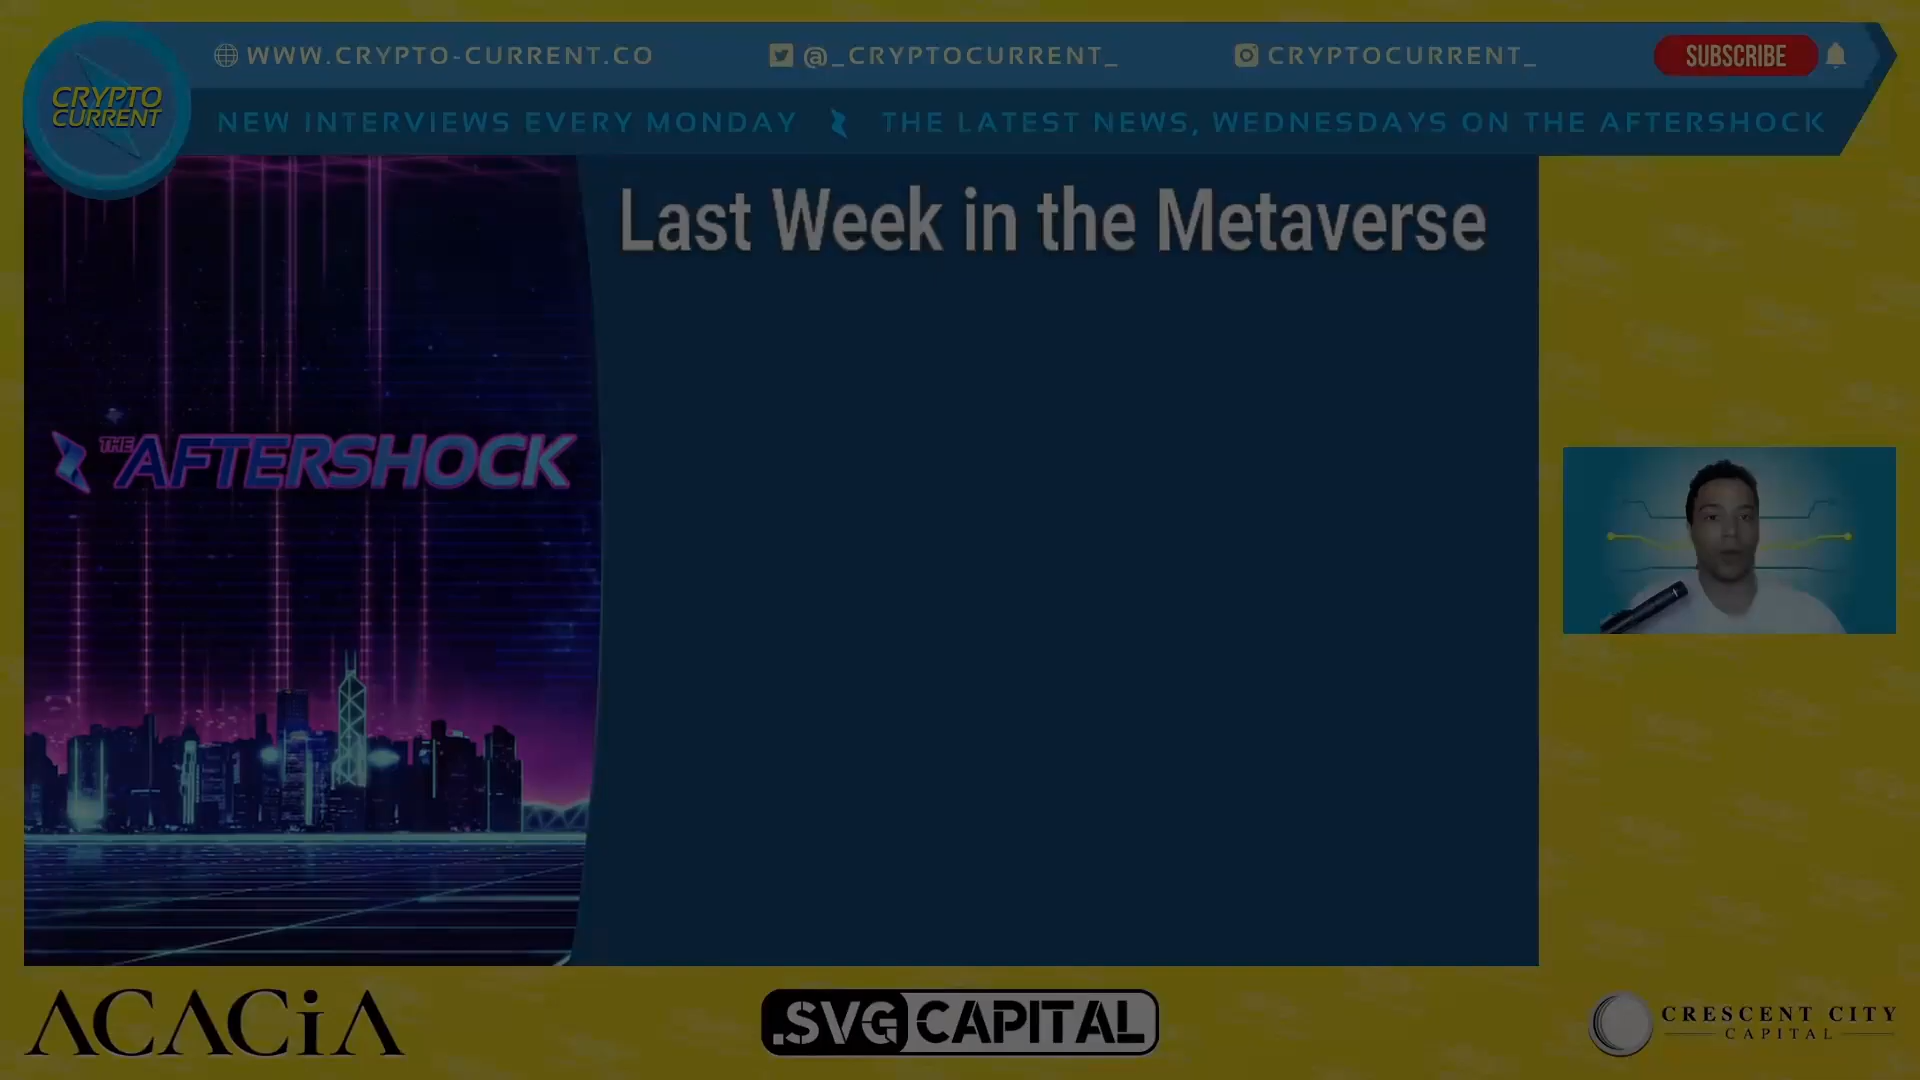 WWW.CRYPTO-CURRENT.CO
@_CRYPTOCURRENT_
CRYPTOCURRENT_
SUBSCRIBE
CRYPTO
CURRENT
NEW INTERVIEWS EVERY MONDAY
THE LATEST NEWS, WEDNESDAYS ON THE AFTERSHOCK
Last Week in the Metaverse
THE AFTERSHOCK
ACACiA
.SVG CAPITAL
CRESCENT CITY
CAPITAL